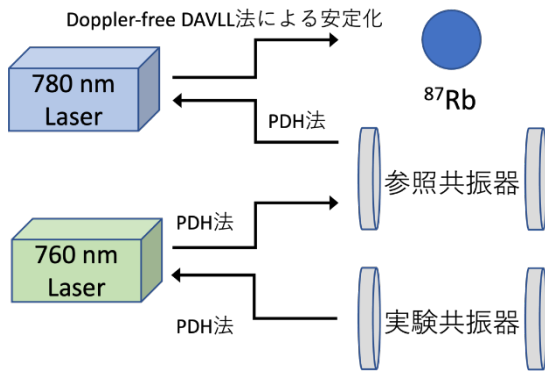 Doppler-free DAVLL法による安定化
780 nm
Laser
⁸⁷Rb
PDH法
参照共振器
PDH法
760 nm
Laser
PDH法
実験共振器